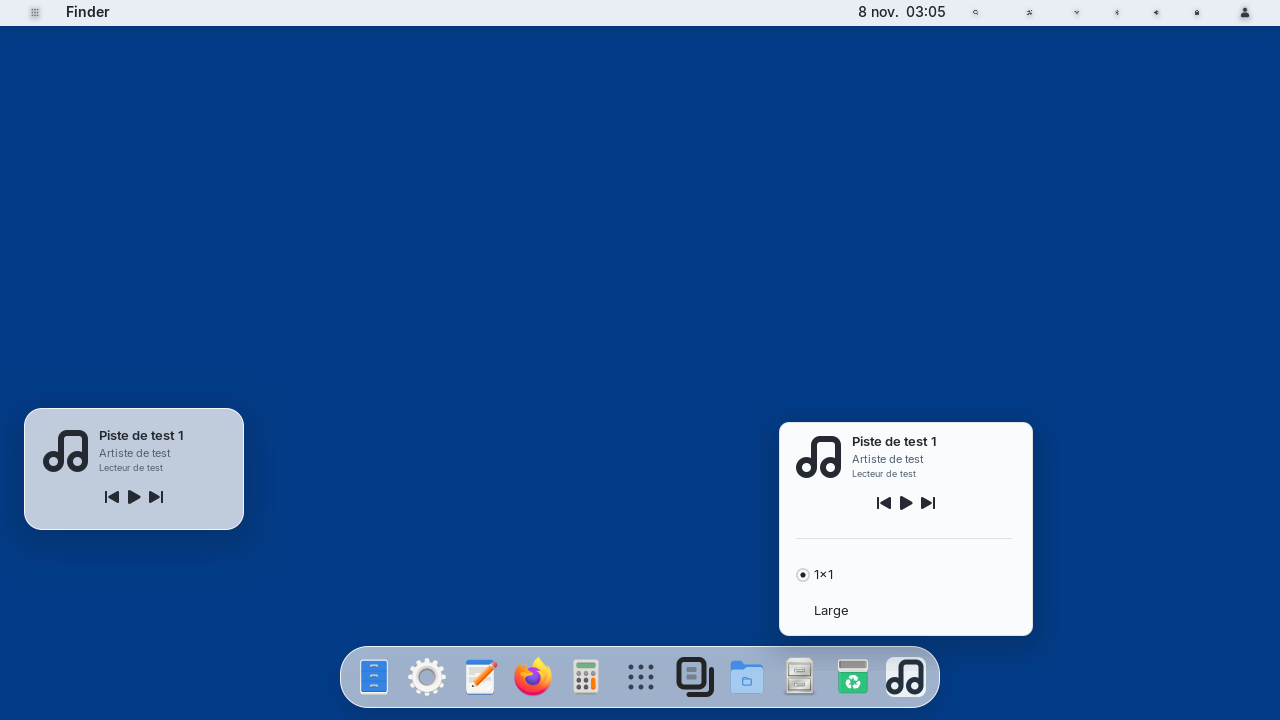 Finder
8 nov. 03:05
Piste de test 1
Artiste de test
Lecteur de test
Piste de test 1
Artiste de test
Lecteur de test
1×1
Large